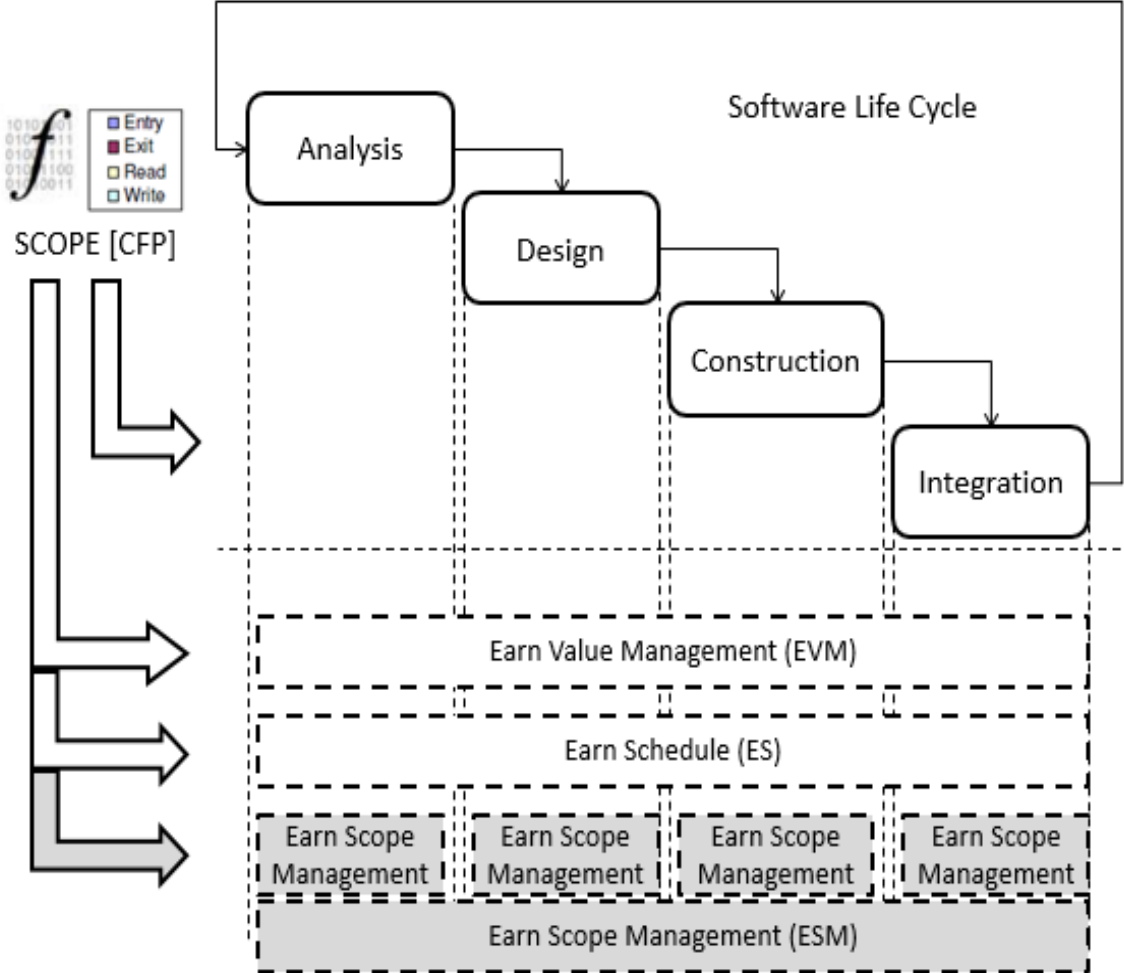 Software Life Cycle
Analysis
Design
Construction
Integration
f
Entry
Exit
Read
Write
SCOPE [CFP]
Earn Value Management (EVM)
Earn Schedule (ES)
Earn Scope
Management
Earn Scope
Management
Earn Scope
Management
Earn Scope
Management
Earn Scope Management (ESM)